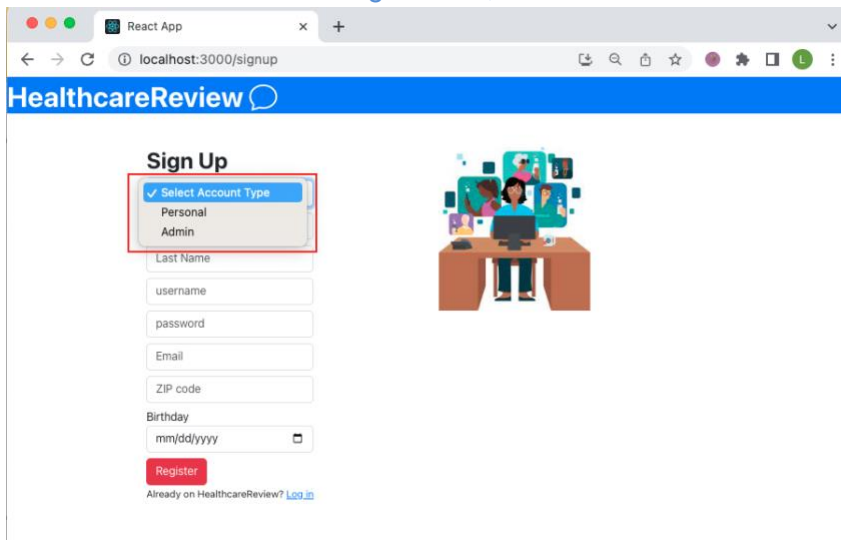 React App
localhost:3000/signup
L
HealthcareReview
Sign Up
Select Account Type
Personal
Admin
Last Name
username
password
Email
ZIP code
Birthday
mm/dd/yyyy
Register
Already on HealthcareReview? Log in